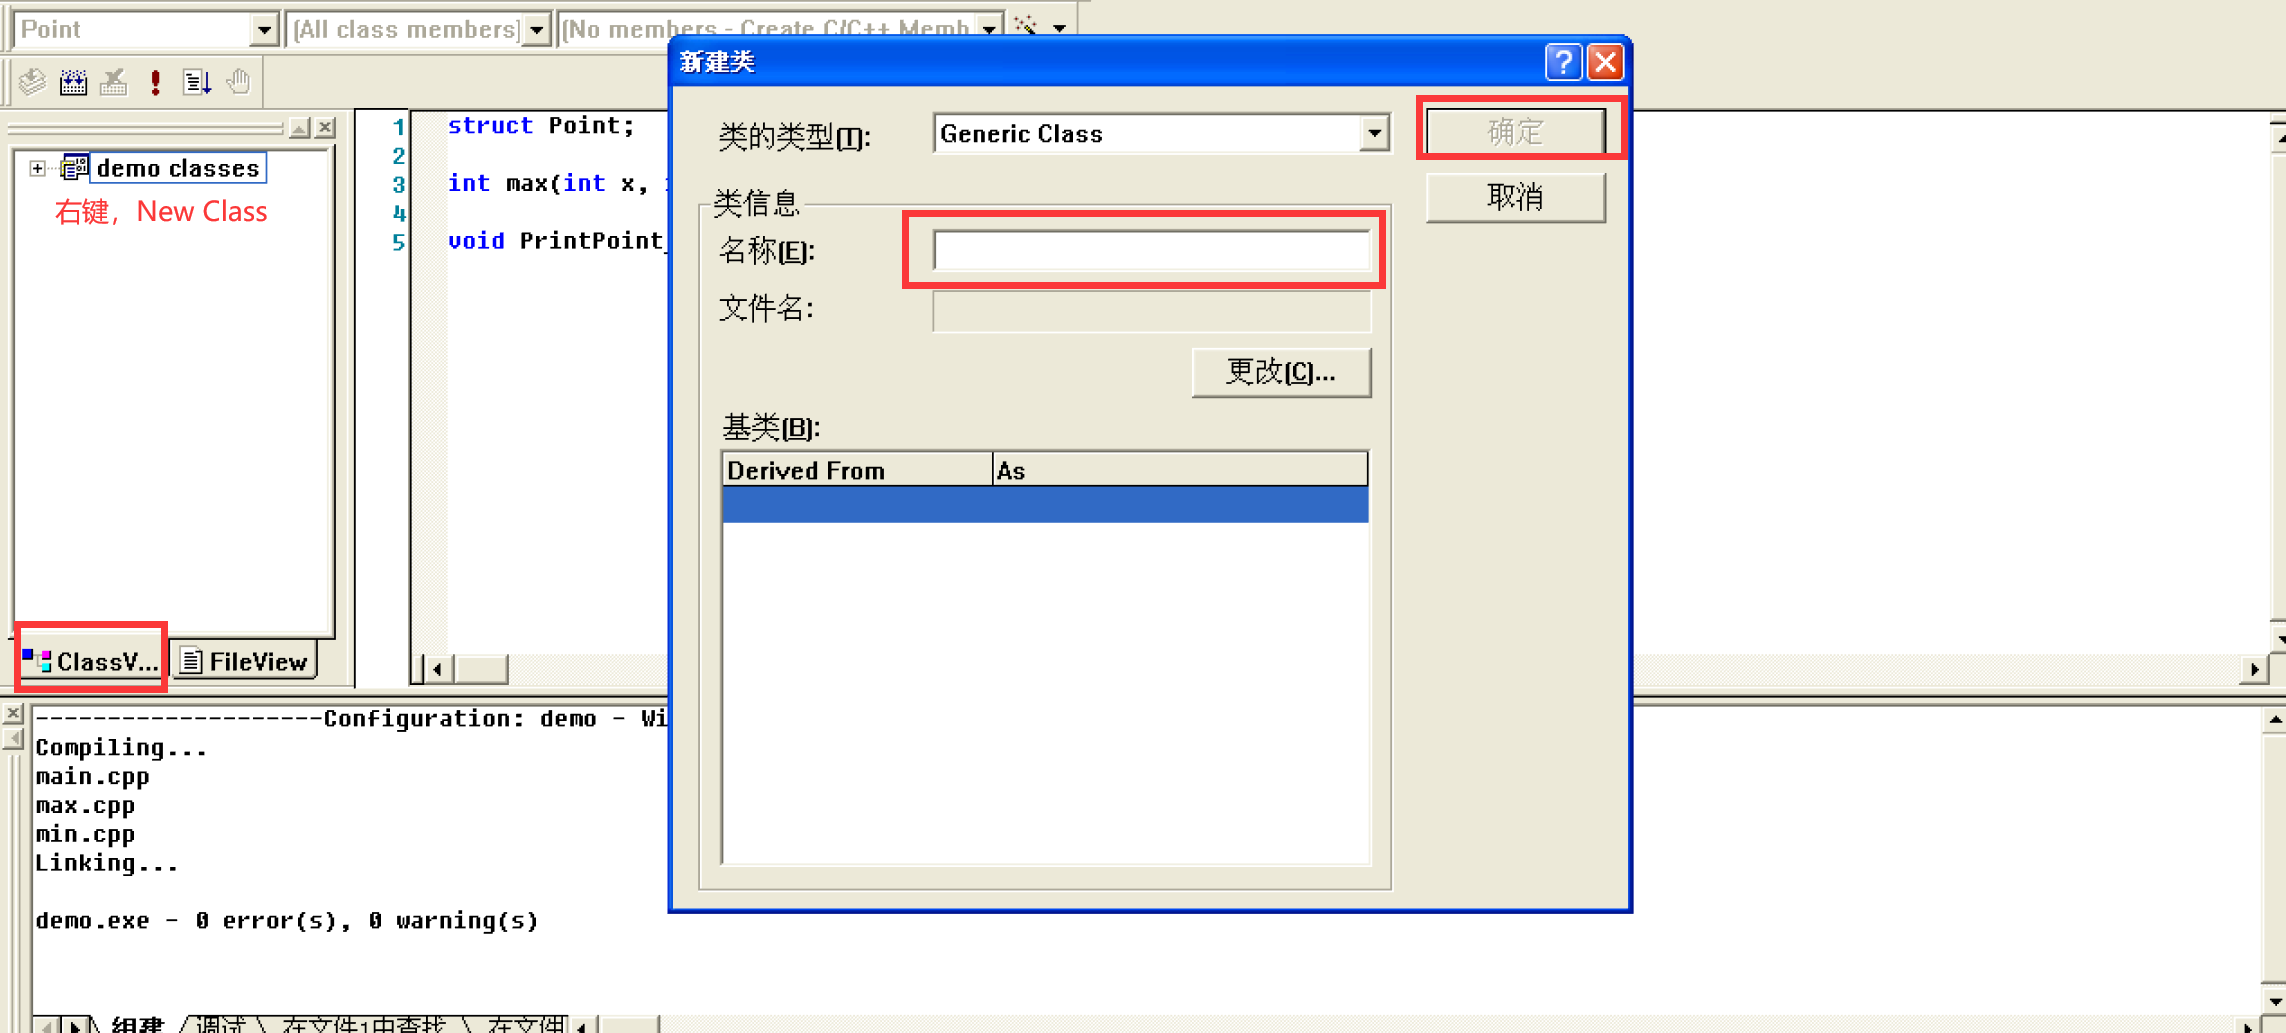 Point
(All class members)
(No members - Create C/C++ Memb
新建类
struct Point;
int max(int x,
void PrintPoint_
1
2
3
4
5
demo classes
右键，New Class
ClassV...
FileView
类的类型(T):
Generic Class
确定
取消
类信息
名称(E):
文件名:
更改(C)...
基类(B):
Derived From
As
--------------------Configuration: demo - Wi
Compiling...
main.cpp
max.cpp
min.cpp
Linking...
demo.exe - 0 error(s), 0 warning(s)
组建
调试
在文件1中查找
在文件